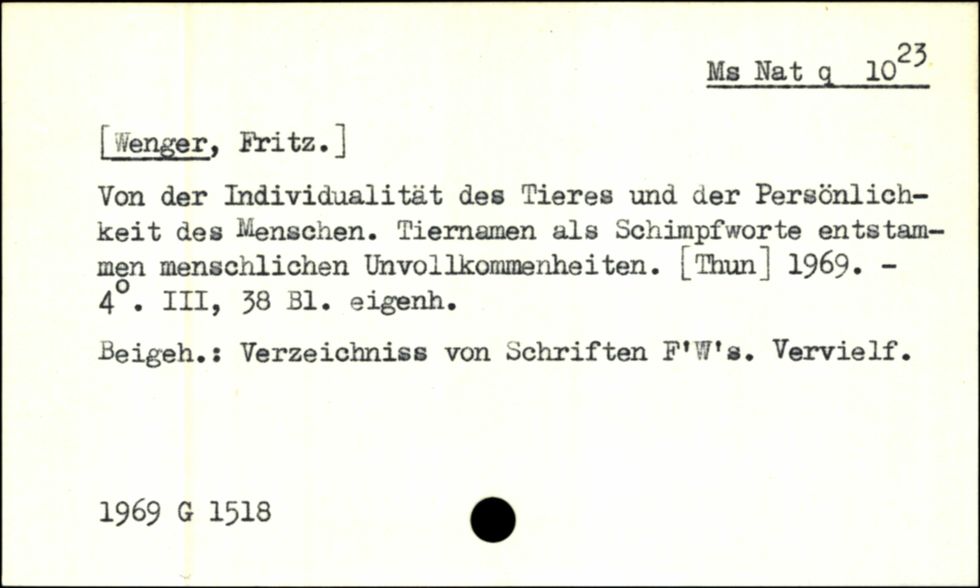 Ms Nat q 10²³
[Wenger, Fritz.]
Von der Individualität des Tieres und der Persönlich-
keit des Menschen. Tiernamen als Schimpfworte entstam-
men menschlichen Unvollkommenheiten. [Thun] 1969. -
4°. III, 38 Bl. eigenh.
Beigeh.: Verzeichniss von Schriften F'W's. Vervielf.
1969 G 1518